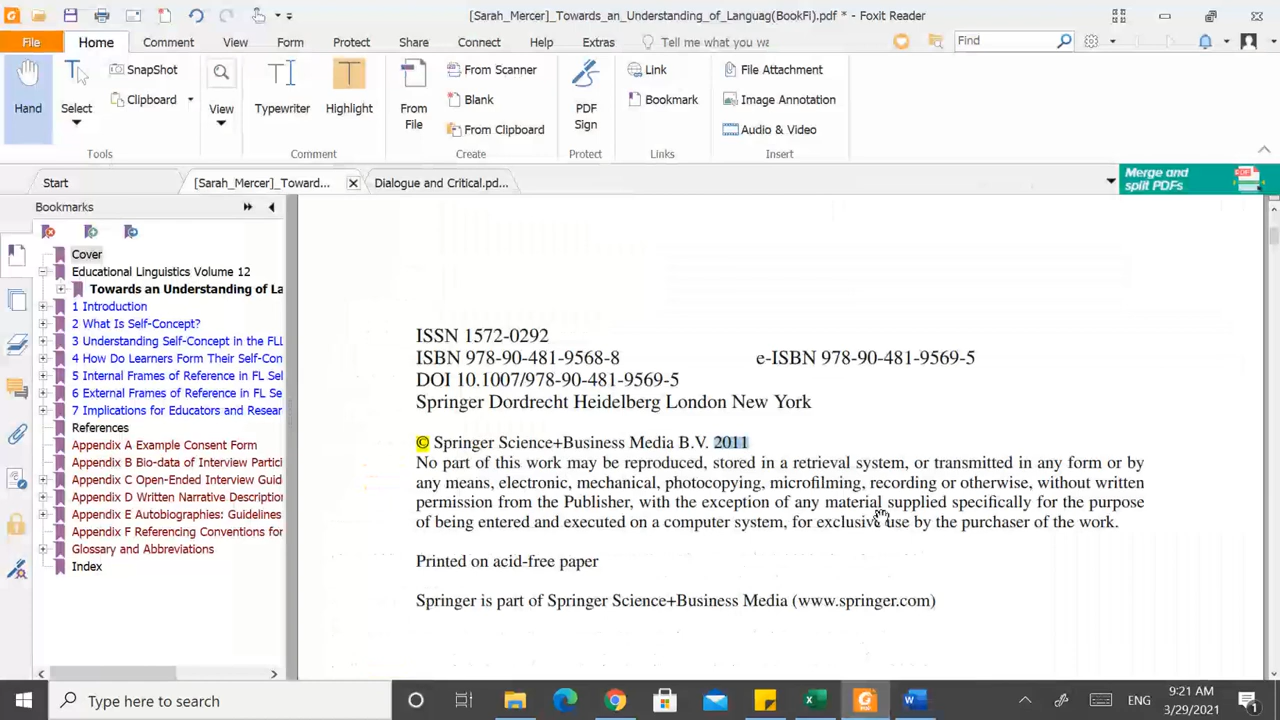 [Sarah_Mercer]_Towards_an_Understanding_of_Languag(BookFi).pdf * - Foxit Reader
File Home Comment View Form Protect Share Connect Help Extras Tell me what you wa Find
Hand
Select
SnapShot
Clipboard
Tools
View
Typewriter
Highlight
Comment
From File
From Scanner
Blank
From Clipboard
Create
PDF Sign
Protect
Link
Bookmark
Links
File Attachment
Image Annotation
Audio & Video
Insert
Start [Sarah_Mercer]_Toward... Dialogue and Critical.pd...
Merge and
split PDFs
Bookmarks
Cover
Educational Linguistics Volume 12
Towards an Understanding of La
1 Introduction
2 What Is Self-Concept?
3 Understanding Self-Concept in the FLL
4 How Do Learners Form Their Self-Con
5 Internal Frames of Reference in FL Se
6 External Frames of Reference in FL Se
7 Implications for Educators and Resear
References
Appendix A Example Consent Form
Appendix B Bio-data of Interview Partici
Appendix C Open-Ended Interview Guide
Appendix D Written Narrative Description
Appendix E Autobiographies: Guidelines
Appendix F Referencing Conventions for
Glossary and Abbreviations
Index
ISSN 1572-0292
ISBN 978-90-481-9568-8 e-ISBN 978-90-481-9569-5
DOI 10.1007/978-90-481-9569-5
Springer Dordrecht Heidelberg London New York
© Springer Science+Business Media B.V. 2011
No part of this work may be reproduced, stored in a retrieval system, or transmitted in any form or by
any means, electronic, mechanical, photocopying, microfilming, recording or otherwise, without written
permission from the Publisher, with the exception of any material supplied specifically for the purpose
of being entered and executed on a computer system, for exclusive use by the purchaser of the work.
Printed on acid-free paper
Springer is part of Springer Science+Business Media (www.springer.com)
Type here to search
ENG
9:21 AM
3/29/2021
1